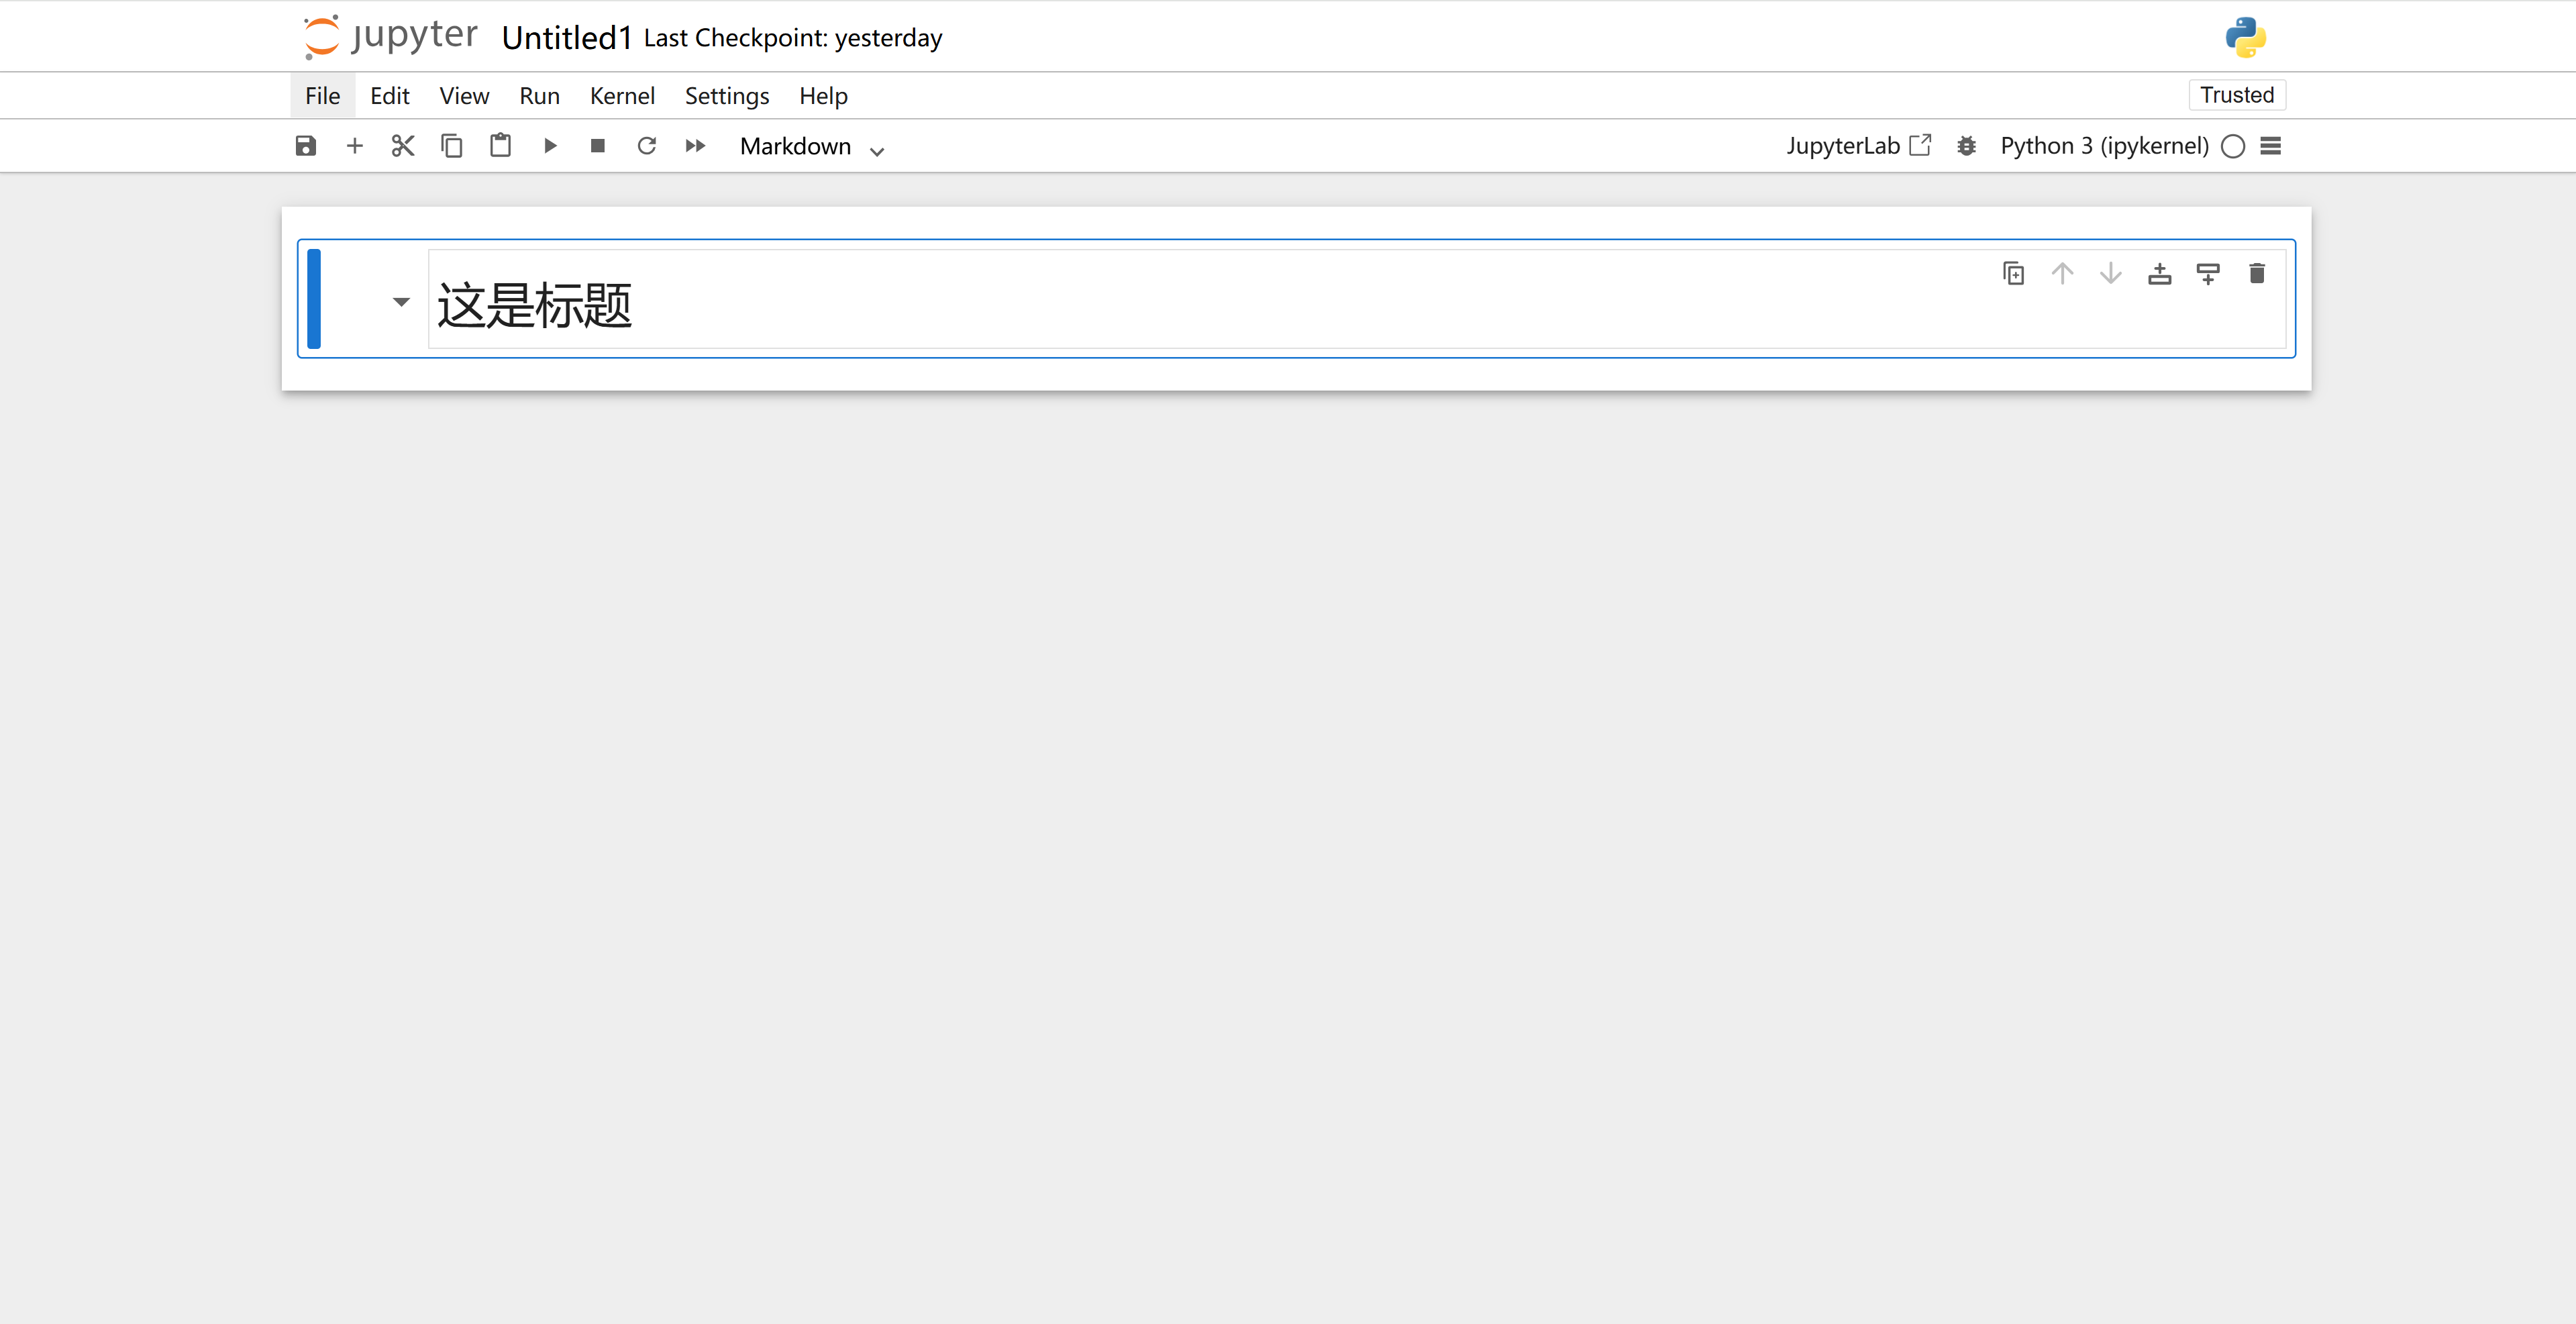 jupyter Untitled1 Last Checkpoint: yesterday
File Edit View Run Kernel Settings Help Trusted
Markdown JupyterLab Python 3 (ipykernel)
这是标题